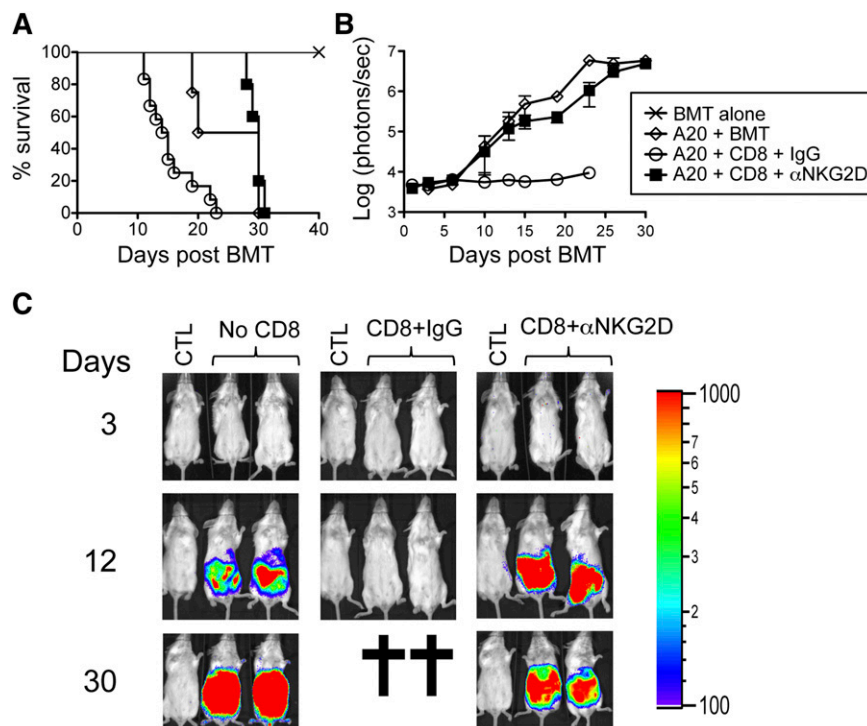 A
% survival
100
80
60
40
20
0
0 10 20 30 40
Days post BMT
B
Log (photons/sec)
7
6
5
4
3
0 5 10 15 20 25 30
Days post BMT
BMT alone
A20 + BMT
A20 + CD8 + IgG
A20 + CD8 + αNKG2D
C
Days
CTL No CD8 CTL CD8+IgG CTL CD8+αNKG2D
3
12
30
1000
7
6
5
4
3
2
100